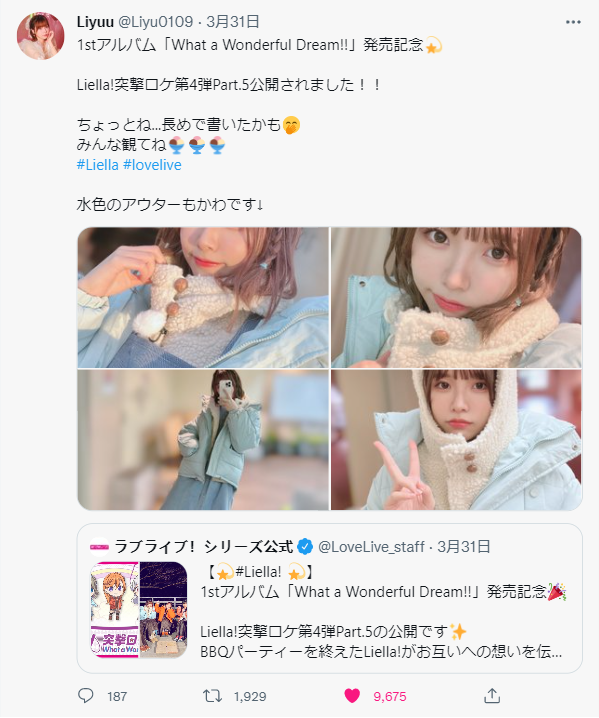 Liyuu @Liyu0109 · 3月31日
1stアルバム「What a Wonderful Dream!!」発売記念💫
Liella!突撃ロケ第4弾Part.5公開されました！！
ちょっとね...長めで書いたかも🤭
みんな観てね🍨🍨🍨
#Liella #lovelive
水色のアウターもかわです↓
ラブライブ！シリーズ公式 @LoveLive_staff · 3月31日
【💫#Liella! 💫】
1stアルバム「What a Wonderful Dream!!」発売記念🎉
Liella!突撃ロケ第4弾Part.5の公開です✨
BBQパーティーを終えたLiella!がお互いへの想いを伝...
突撃ロ
What a Wo
187
1,929
9,675